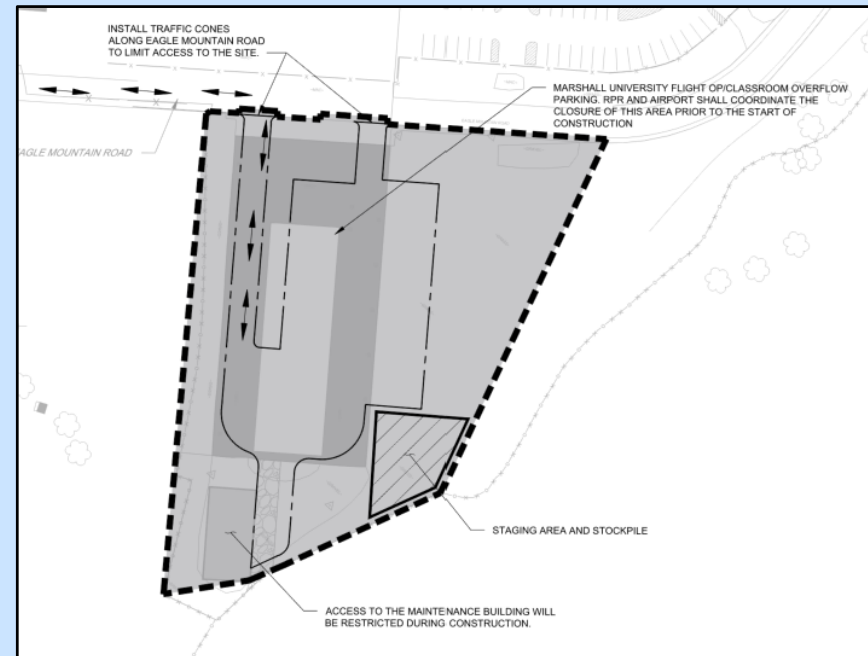 INSTALL TRAFFIC CONES
ALONG EAGLE MOUNTAIN ROAD
TO LIMIT ACCESS TO THE SITE.
MARSHALL UNIVERSITY FLIGHT OP/CLASSROOM OVERFLOW
PARKING. RPR AND AIRPORT SHALL COORDINATE THE
CLOSURE OF THIS AREA PRIOR TO THE START OF
CONSTRUCTION
EAGLE MOUNTAIN ROAD
STAGING AREA AND STOCKPILE
ACCESS TO THE MAINTENANCE BUILDING WILL
BE RESTRICTED DURING CONSTRUCTION.